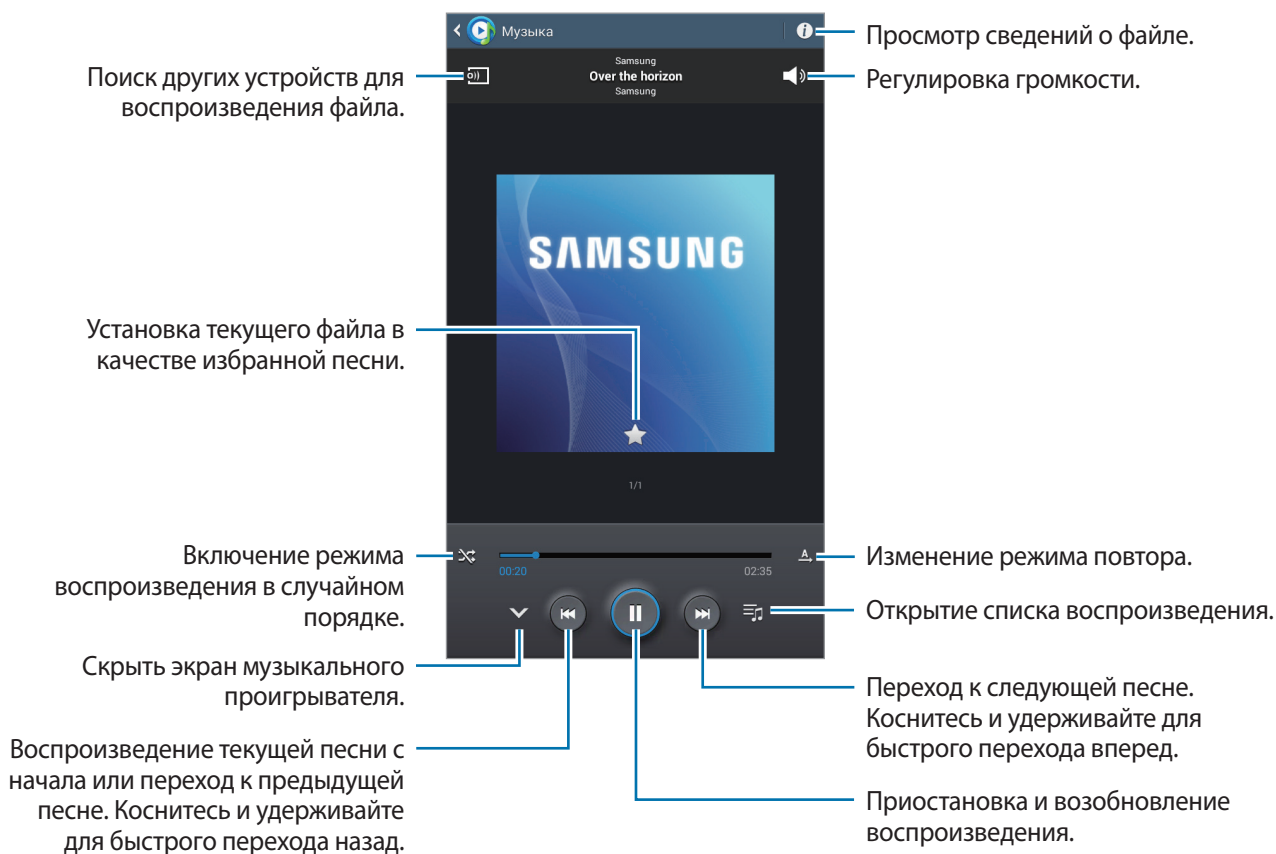 Музыка
Просмотр сведений о файле.
Samsung
Over the horizon
Samsung
Регулировка громкости.
Поиск других устройств для
воспроизведения файла.
SAMSUNG
Установка текущего файла в
качестве избранной песни.
1/1
Включение режима
воспроизведения в случайном
порядке.
00:20
02:35
A
Изменение режима повтора.
Открытие списка воспроизведения.
Скрыть экран музыкального
проигрывателя.
Переход к следующей песне.
Коснитесь и удерживайте для
быстрого перехода вперед.
Воспроизведение текущей песни с
начала или переход к предыдущей
песне. Коснитесь и удерживайте
для быстрого перехода назад.
Приостановка и возобновление
воспроизведения.